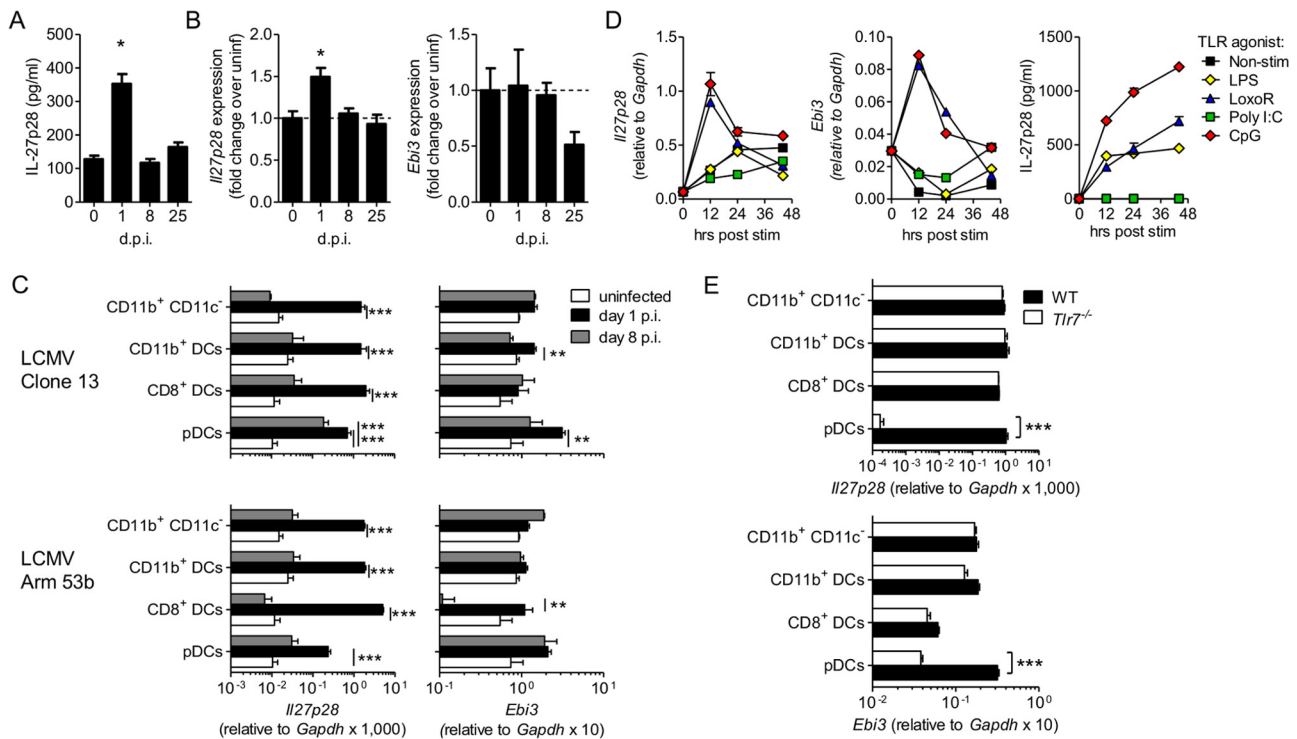 A
IL-27p28 (pg/ml)
500
400
300
200
100
0
*
0 1 8 25
d.p.i.
B
Il27p28 expression
(fold change over uninf)
2.0
1.5
1.0
0.5
0.0
*
0 1 8 25
d.p.i.
Ebi3 expression
(fold change over uninf)
1.5
1.0
0.5
0.0
0 1 8 25
d.p.i.
D
Il27p28
(relative to Gapdh)
1.5
1.0
0.5
0.0
0 12 24 36 48
hrs post stim
Ebi3
(relative to Gapdh)
0.10
0.08
0.06
0.04
0.02
0.00
0 12 24 36 48
hrs post stim
IL-27p28 (pg/ml)
1500
1000
500
0
0 12 24 36 48
hrs post stim
TLR agonist:
Non-stim
LPS
LoxoR
Poly I:C
CpG
C
LCMV
Clone 13
CD11b+ CD11c-
CD11b+ DCs
CD8+ DCs
pDCs
***
***
***
***
***
**
**
uninfected
day 1 p.i.
day 8 p.i.
LCMV
Arm 53b
CD11b+ CD11c-
CD11b+ DCs
CD8+ DCs
pDCs
***
***
***
***
**
10-3 10-2 10-1 100 101
Il27p28
(relative to Gapdh x 1,000)
10-1 100 101
Ebi3
(relative to Gapdh x 10)
E
WT
Tlr7-/-
CD11b+ CD11c-
CD11b+ DCs
CD8+ DCs
pDCs
***
10-4 10-3 10-2 10-1 100 101
Il27p28 (relative to Gapdh x 1,000)
CD11b+ CD11c-
CD11b+ DCs
CD8+ DCs
pDCs
***
10-2 10-1 100
Ebi3 (relative to Gapdh x 10)